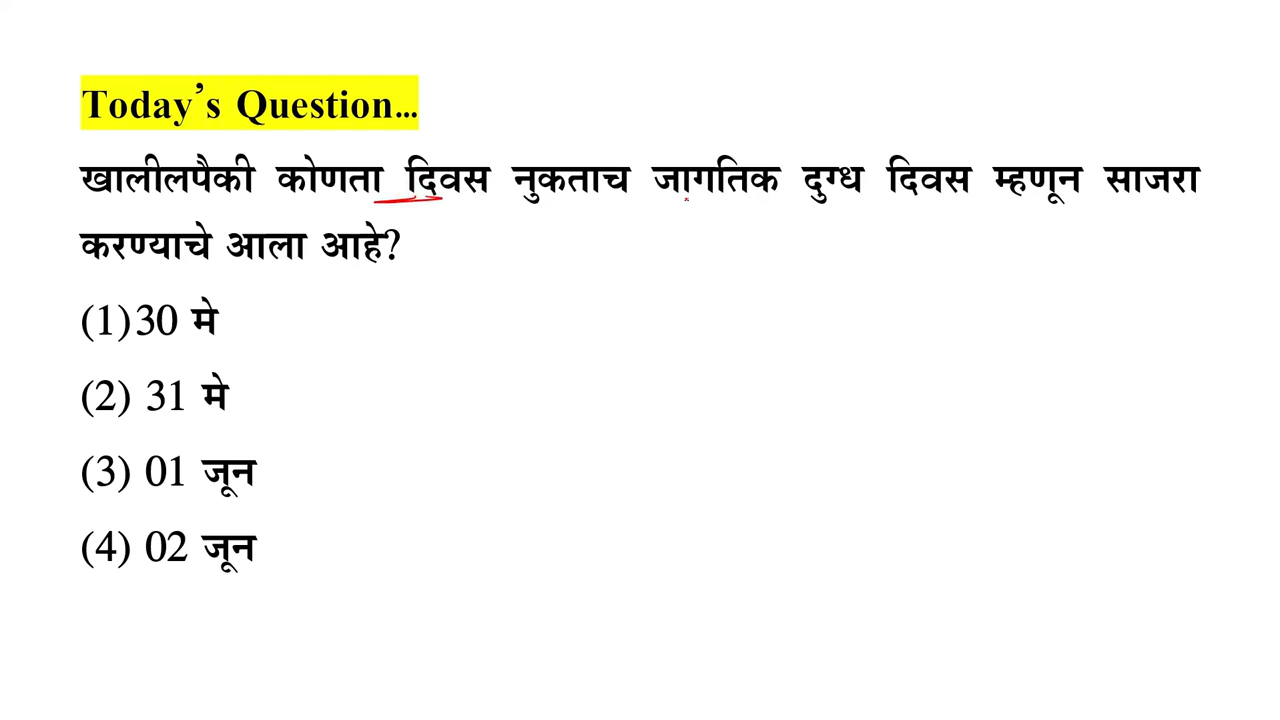 Today's Question...
खालीलपैकी कोणता दिवस नुकताच जागतिक दुग्ध दिवस म्हणून साजरा
करण्याचे आला आहे?
(1) 30 मे
(2) 31 मे
(3) 01 जून
(4) 02 जून